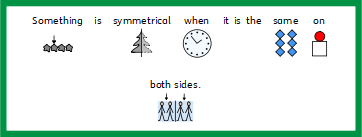 Something is symmetrical when it is the same on
both sides.